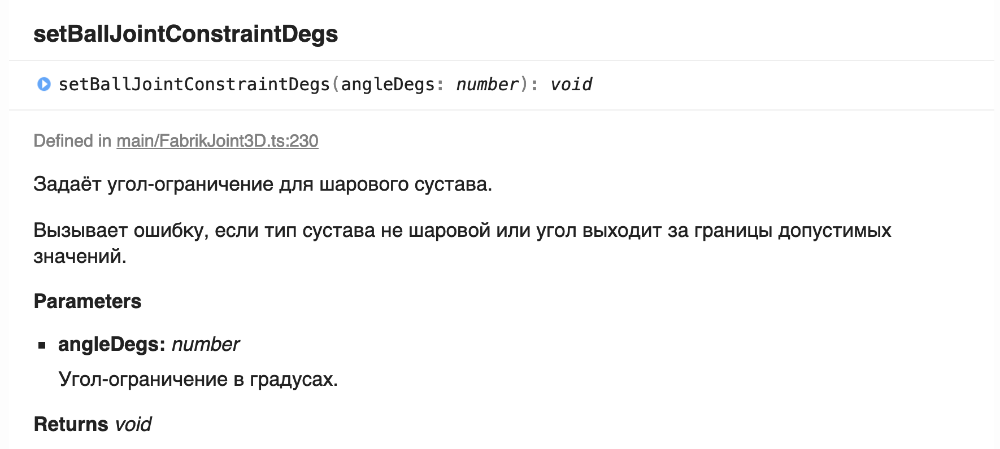 setBallJointConstraintDegs
setBallJointConstraintDegs(angleDegs: number): void
Defined in main/FabrikJoint3D.ts:230
Задаёт угол-ограничение для шарового сустава.
Вызывает ошибку, если тип сустава не шаровой или угол выходит за границы допустимых
значений.
Parameters
angleDegs: number
Угол-ограничение в градусах.
Returns void